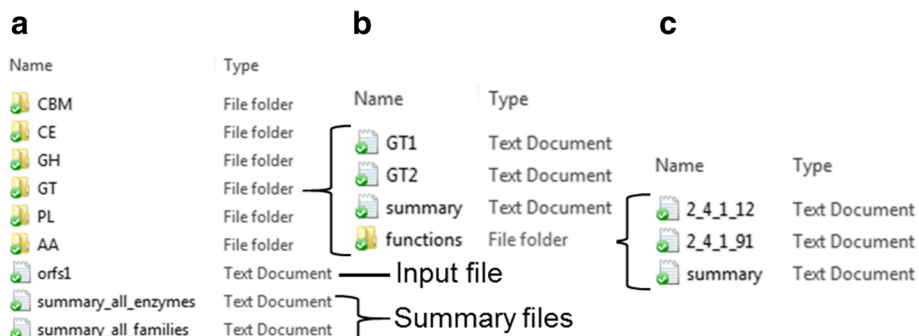 a
Name Type
CBM File folder
CE File folder
GH File folder
GT File folder
PL File folder
AA File folder
orfs1 Text Document
summary_all_enzymes Text Document
summary_all_families Text Document
Input file
Summary files
b
Name Type
GT1 Text Document
GT2 Text Document
summary Text Document
functions File folder
c
Name Type
2_4_1_12 Text Document
2_4_1_91 Text Document
summary Text Document